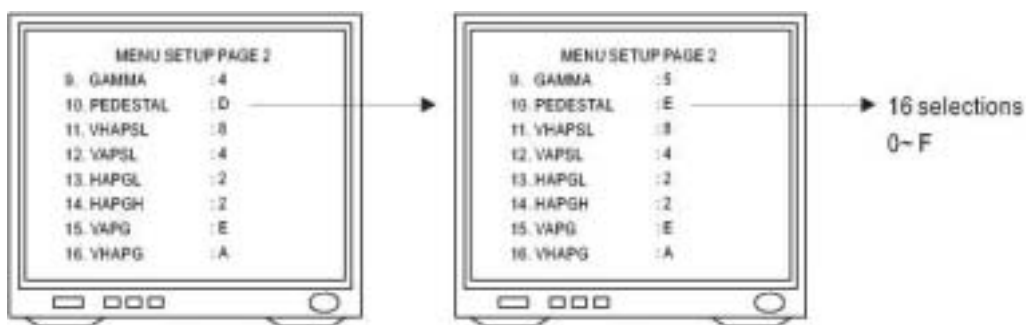 MENU SETUP PAGE 2
9. GAMMA : 4
10. PEDESTAL : D
11. VHAPSL : 8
12. VAPSL : 4
13. HAPGL : 2
14. HAPGH : 2
15. VAPG : E
16. VHAPG : A
MENU SETUP PAGE 2
9. GAMMA : 5
10. PEDESTAL : E
11. VHAPSL : 8
12. VAPSL : 4
13. HAPGL : 2
14. HAPGH : 2
15. VAPG : E
16. VHAPG : A
16 selections
0~ F